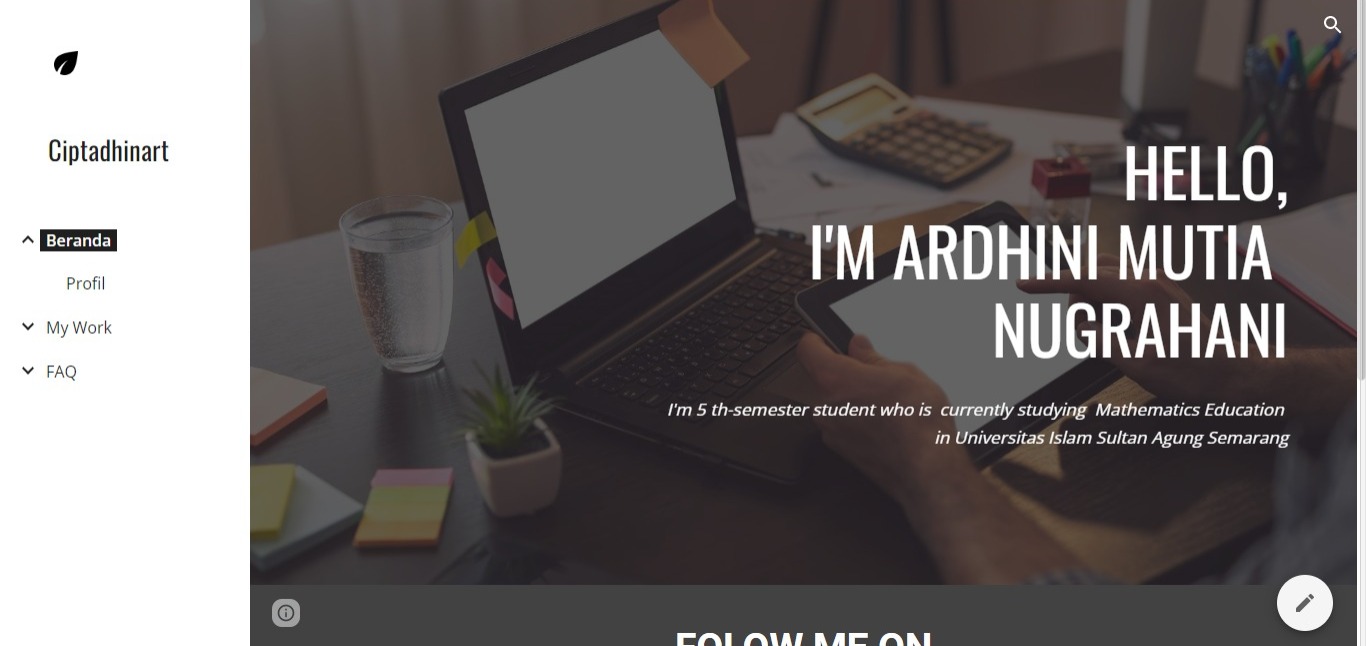 Ciptadhinart
Beranda
Profil
My Work
FAQ
HELLO,
I'M ARDHINI MUTIA
NUGRAHANI
I'm 5 th-semester student who is currently studying Mathematics Education
in Universitas Islam Sultan Agung Semarang
FOLOW ME ON